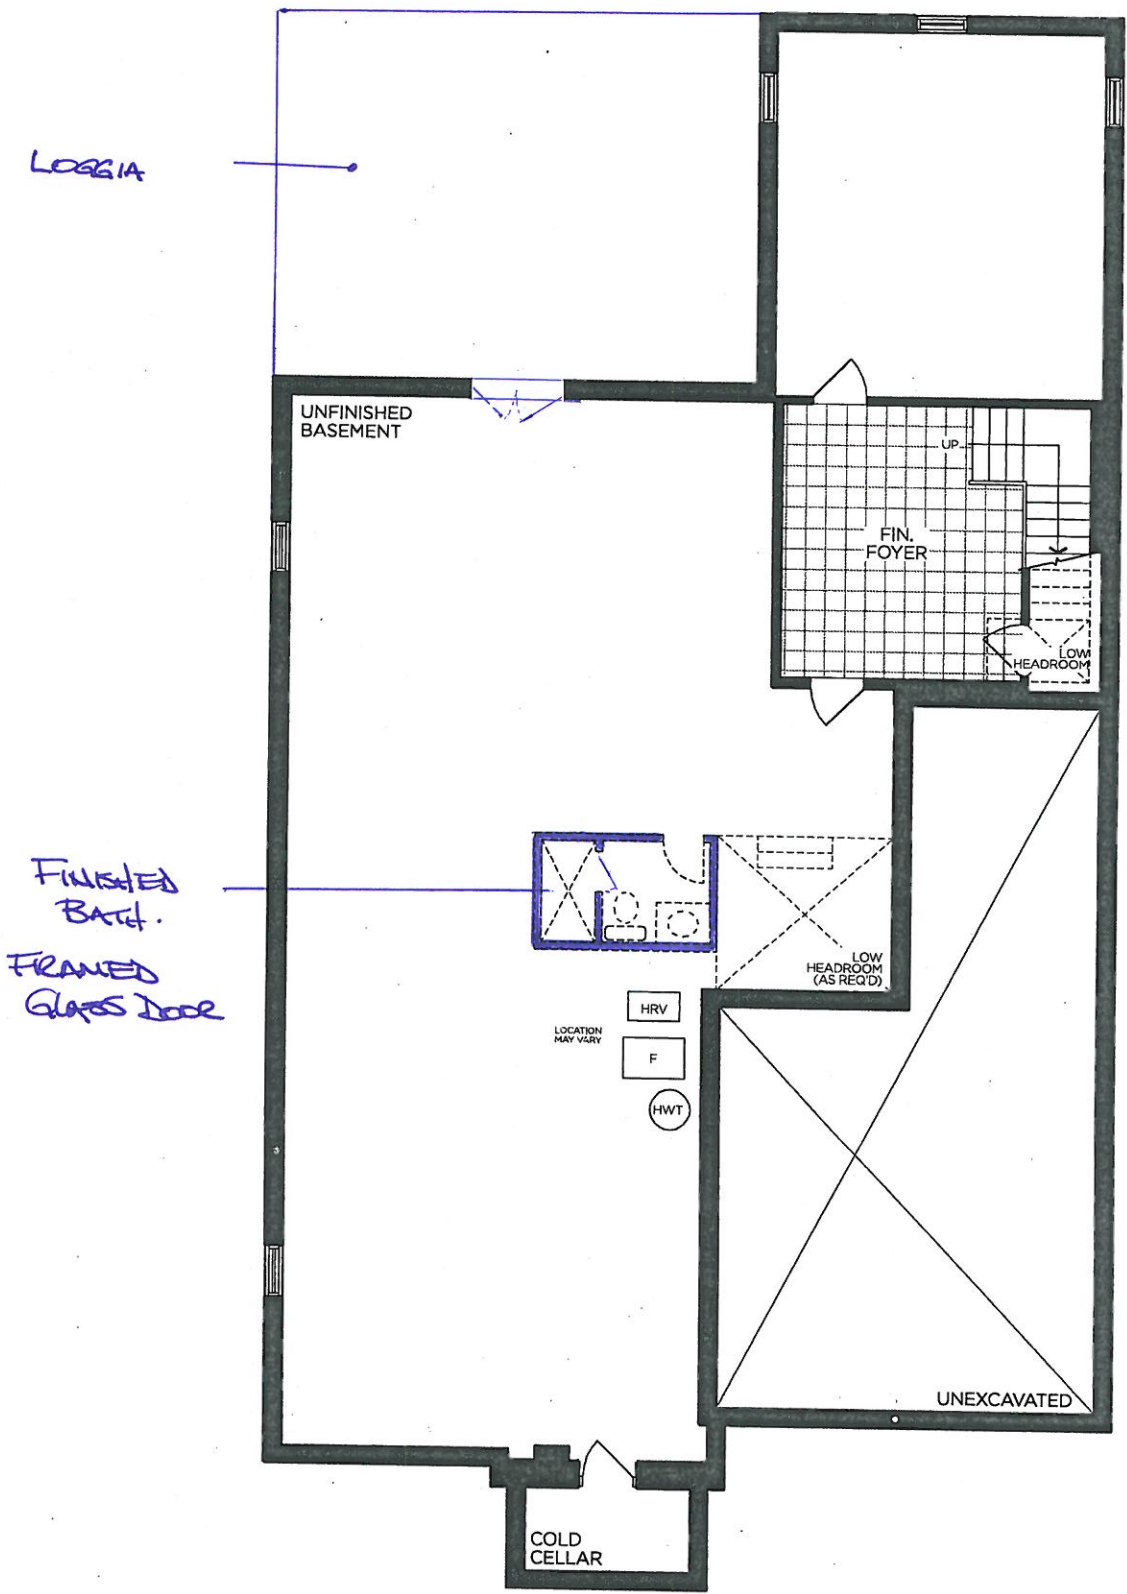 LOGGIA
UNFINISHED
BASEMENT
UP
FIN.
FOYER
LOW
HEADROOM
FINISHED
BATH.
FRAMED
GLASS DOOR
LOW
HEADROOM
(AS REQ'D)
HRV
LOCATION
MAY VARY
F
HWT
UNEXCAVATED
COLD
CELLAR